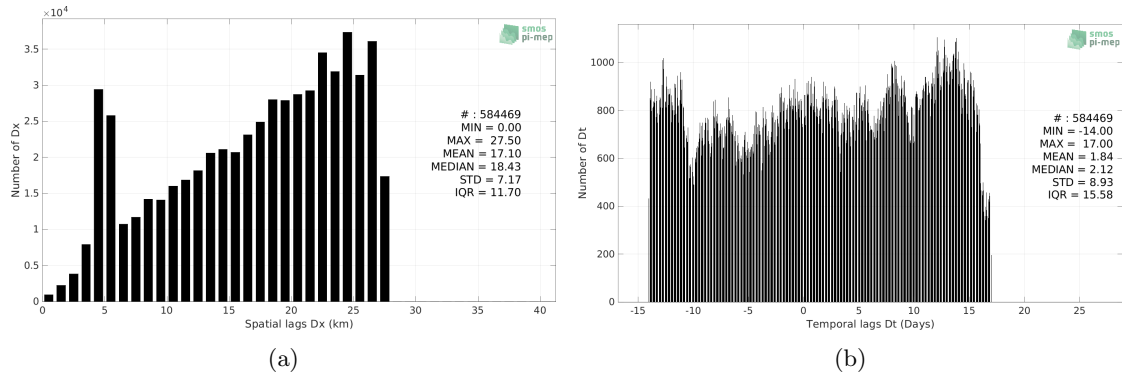 ×10⁴
smos
pi-mep
3.5
3
2.5
2
1.5
1
0.5
0
Number of Dx
# : 584469
MIN = 0.00
MAX = 27.50
MEAN = 17.10
MEDIAN = 18.43
STD = 7.17
IQR = 11.70
0 5 10 15 20 25 30 35 40
Spatial lags Dx (km)
(a)
smos
pi-mep
1000
800
600
400
200
0
Number of Dt
# : 584469
MIN = -14.00
MAX = 17.00
MEAN = 1.84
MEDIAN = 2.12
STD = 8.93
IQR = 15.58
-15 -10 -5 0 5 10 15 20 25
Temporal lags Dt (Days)
(b)